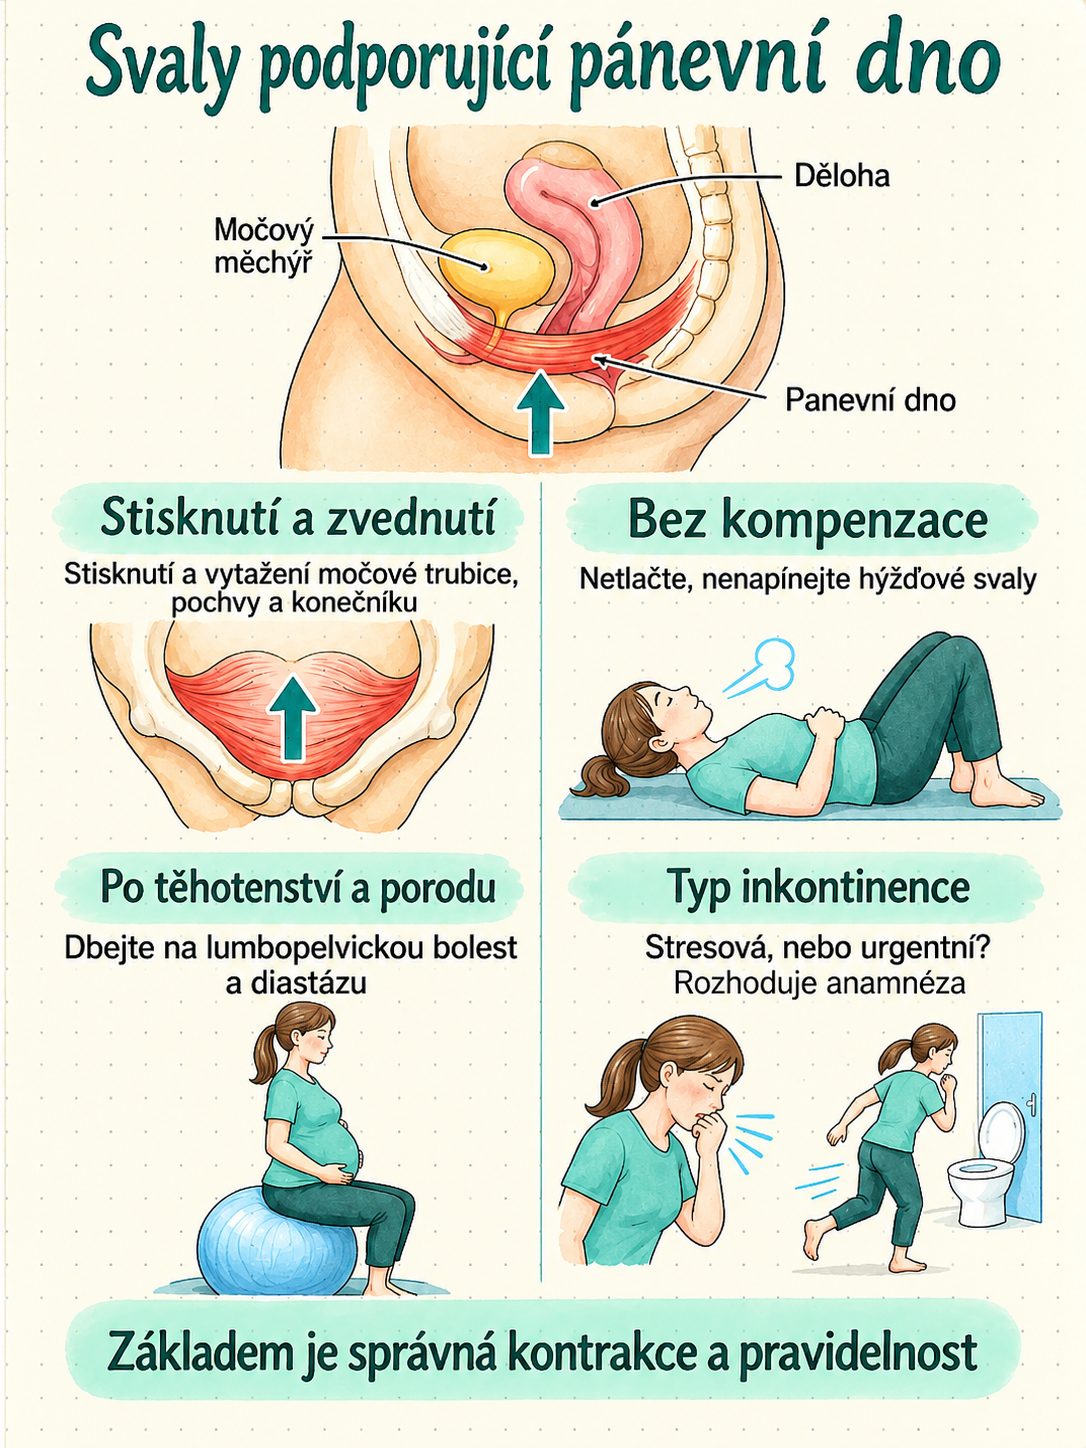 Svaly podporující pánevní dno
Děloha
Močový
měchýř
Panevní dno
Stisknutí a zvednutí
Stisknutí a vytažení močové trubice,
pochvy a konečníku
Bez kompenzace
Netlačte, nenapínejte hýžďové svaly
Po těhotenství a porodu
Dbejte na lumbopelvickou bolest
a diastázu
Typ inkontinence
Stresová, nebo urgentní?
Rozhoduje anamnéza
Základem je správná kontrakce a pravidelnost